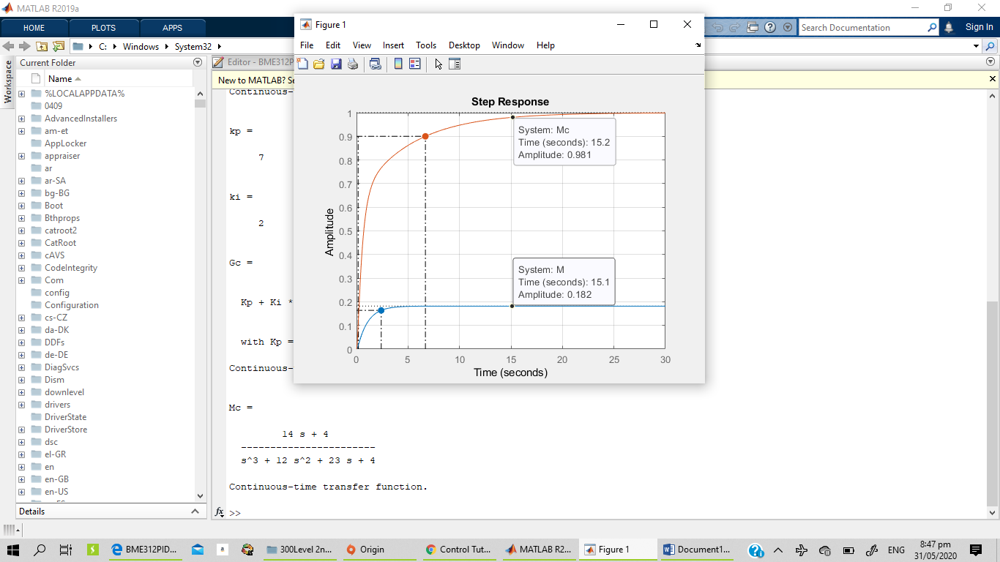 MATLAB R2019a
HOME
PLOTS
APPS
Search Documentation
Sign In
C:
Windows
System32
Current Folder
Workspace
Name
%LOCALAPPDATA%
0409
AdvancedInstallers
am-et
AppLocker
appraiser
ar
ar-SA
bg-BG
Boot
Bthprops
catroot2
CatRoot
cAVS
CodeIntegrity
Com
config
Configuration
cs-CZ
da-DK
DDFs
de-DE
DiagSvcs
Dism
downlevel
drivers
DriverState
DriverStore
dsc
el-GR
en
en-GB
en-US
Details
Editor - BME312P
New to MATLAB? Se
Continuous-
kp =
7
ki =
2
Gc =
Kp + Ki *
with Kp =
Continuous-
Mc =
14 s + 4
-----------------------
s^3 + 12 s^2 + 23 s + 4
Continuous-time transfer function.
fx >>
Figure 1
File Edit View Insert Tools Desktop Window Help
Step Response
Amplitude
1
0.9
0.8
0.7
0.6
0.5
0.4
0.3
0.2
0.1
0
System: Mc
Time (seconds): 15.2
Amplitude: 0.981
System: M
Time (seconds): 15.1
Amplitude: 0.182
0 5 10 15 20 25 30
Time (seconds)
BME312PID...
a
300Level 2n...
Origin
Control Tut...
MATLAB R2...
Figure 1
Document1...
ENG
8:47 pm
31/05/2020